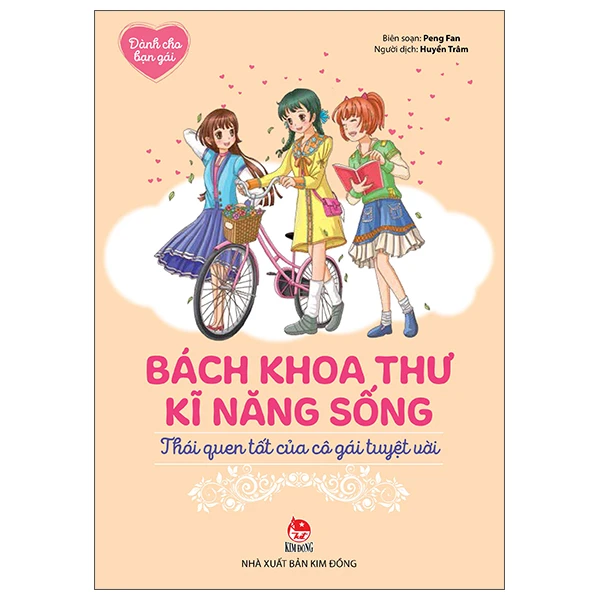 Dành cho
bạn gái
Biên soạn: Peng Fan
Người dịch: Huyền Trâm
BÁCH KHOA THƯ
KĨ NĂNG SỐNG
Thói quen tốt của cô gái tuyệt vời
KIM ĐỒNG
NHÀ XUẤT BẢN KIM ĐỒNG